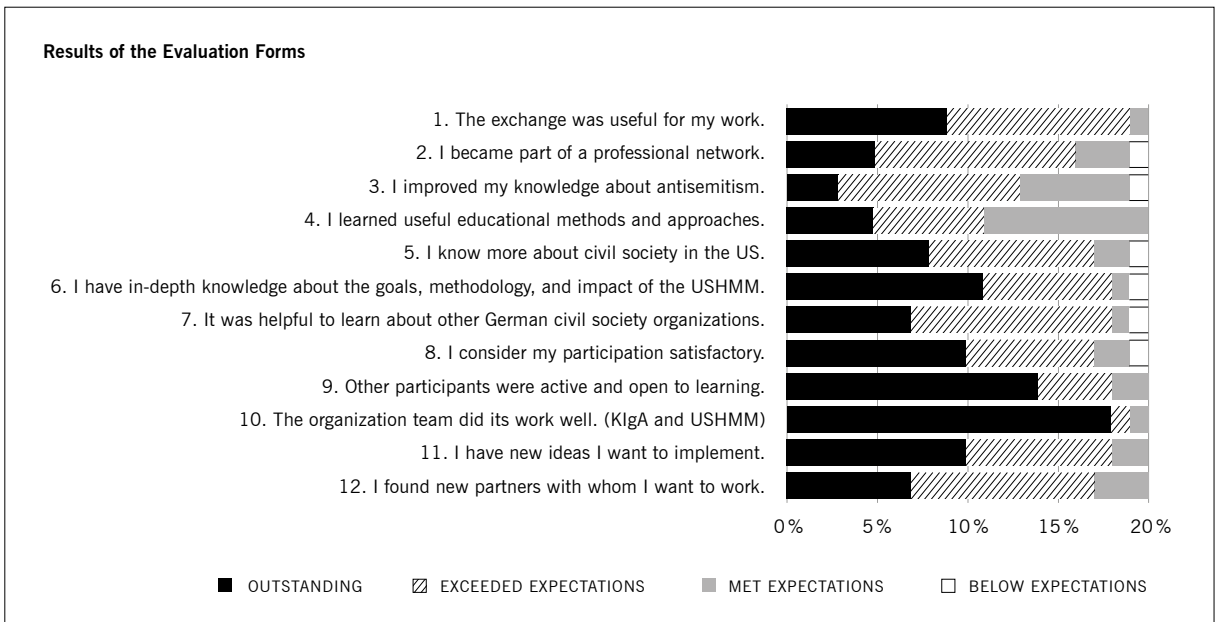 Results of the Evaluation Forms
1. The exchange was useful for my work.
2. I became part of a professional network.
3. I improved my knowledge about antisemitism.
4. I learned useful educational methods and approaches.
5. I know more about civil society in the US.
6. I have in-depth knowledge about the goals, methodology, and impact of the USHMM.
7. It was helpful to learn about other German civil society organizations.
8. I consider my participation satisfactory.
9. Other participants were active and open to learning.
10. The organization team did its work well. (KIgA and USHMM)
11. I have new ideas I want to implement.
12. I found new partners with whom I want to work.
0% 5% 10% 15% 20%
OUTSTANDING EXCEEDED EXPECTATIONS MET EXPECTATIONS BELOW EXPECTATIONS